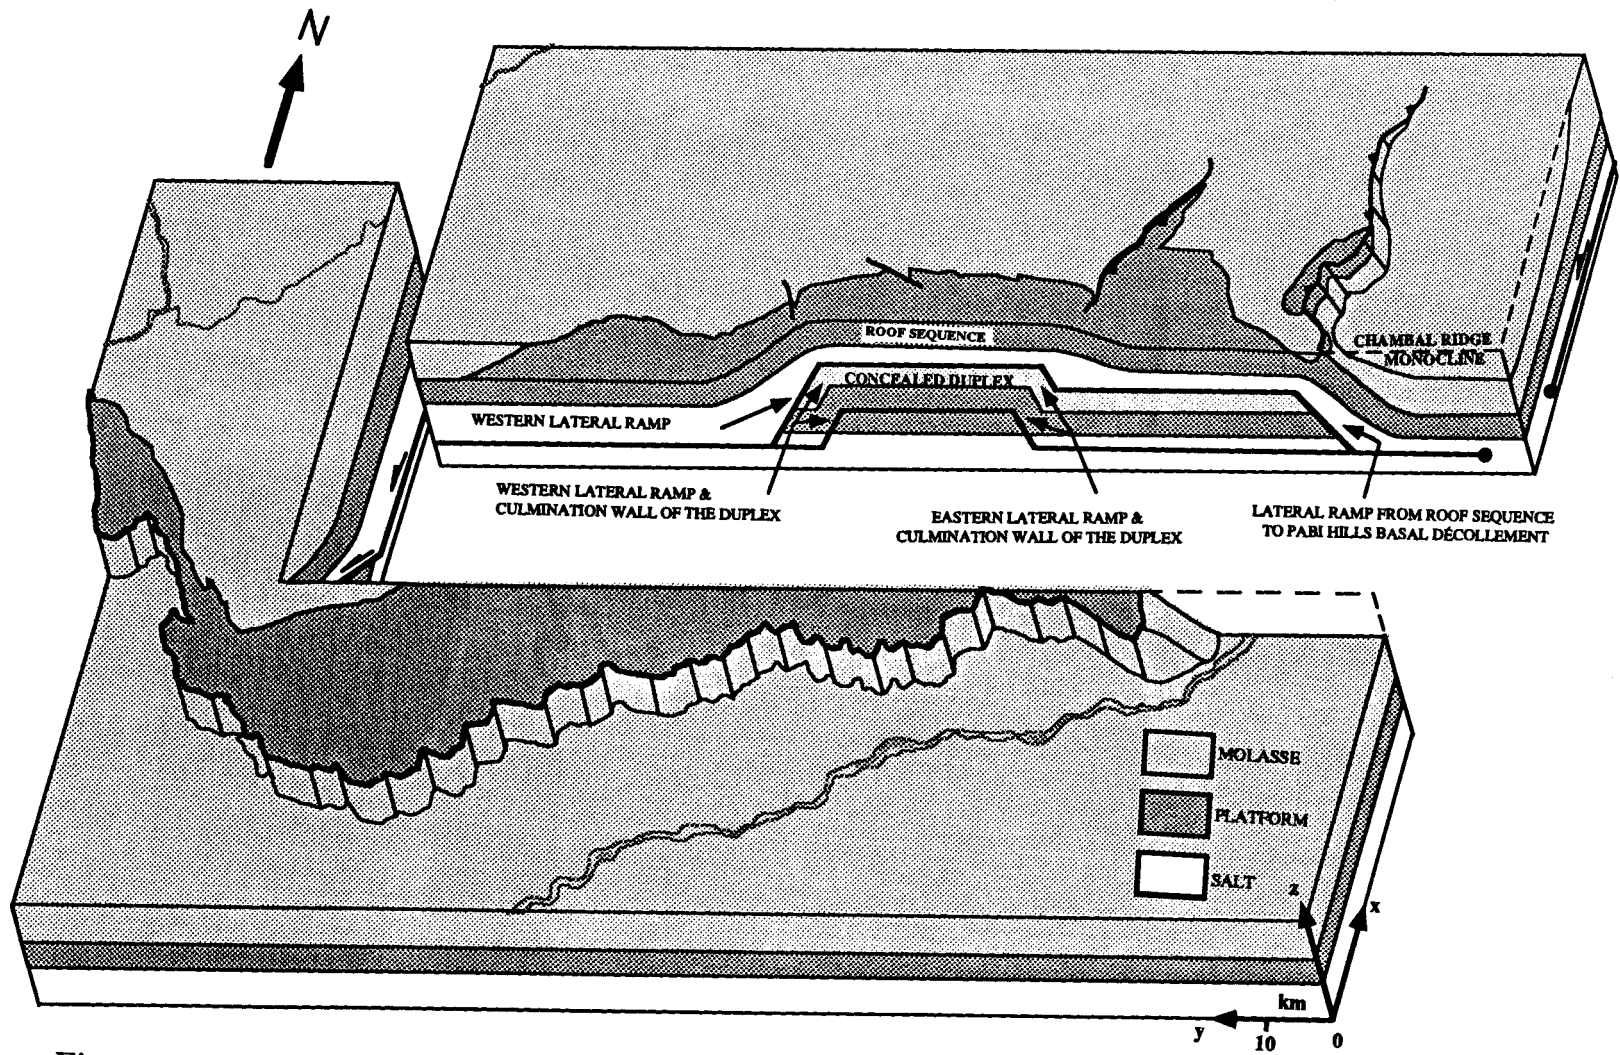 N
ROOF SEQUENCE
CHAMBAL RIDGE
MONOCLINE
CONCEALED DUPLEX
WESTERN LATERAL RAMP
WESTERN LATERAL RAMP &
CULMINATION WALL OF THE DUPLEX
EASTERN LATERAL RAMP &
CULMINATION WALL OF THE DUPLEX
LATERAL RAMP FROM ROOF SEQUENCE
TO PABI HILLS BASAL DÉCOLLEMENT
MOLASSE
PLATFORM
SALT
z
x
km
y
10
0